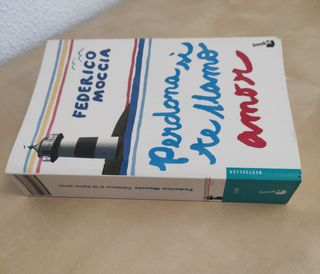 booket
FEDERICO
MOCCIA
perdona si
te llamo
amor
Federico Moccia Perdona si te llamo amor
BESTSELLER